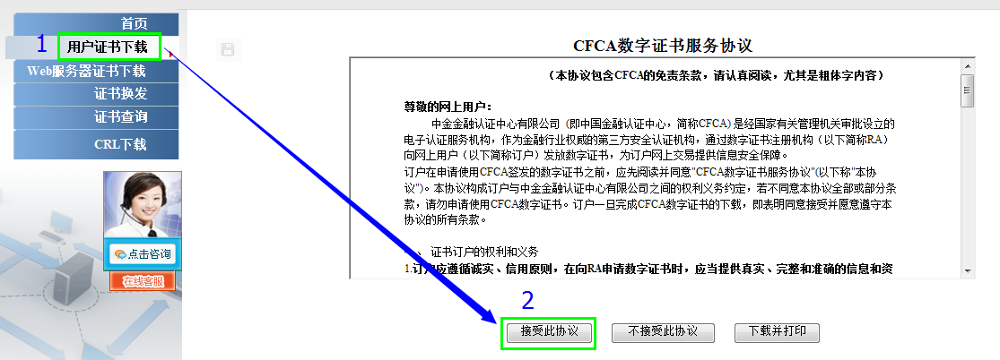 首页
1
用户证书下载
Web服务器证书下载
证书换发
证书查询
CRL下载
点击咨询
在线客服
CFCA数字证书服务协议
（本协议包含CFCA的免责条款，请认真阅读，尤其是粗体字内容）
尊敬的网上用户：
中金金融认证中心有限公司 (即中国金融认证中心，简称CFCA) 是经国家有关管理机关审批设立的
电子认证服务机构，作为金融行业权威的第三方安全认证机构，通过数字证书注册机构（以下简称RA）
向网上用户（以下简称订户）发放数字证书，为订户网上交易提供信息安全保障。
订户在申请使用CFCA签发的数字证书之前，应先阅读并同意"CFCA数字证书服务协议"(以下称"本协
议")。本协议构成订户与中金金融认证中心有限公司之间的权利义务约定，若不同意本协议全部或部分条
款，请勿申请使用CFCA数字证书。订户一旦完成CFCA数字证书的下载，即表明同意接受并愿意遵守本
协议的所有条款。
、 证书订户的权利和义务
1.订户应遵循诚实、信用原则，在向RA申请数字证书时，应当提供真实、完整和准确的信息和资
2
接受此协议
不接受此协议
下载并打印